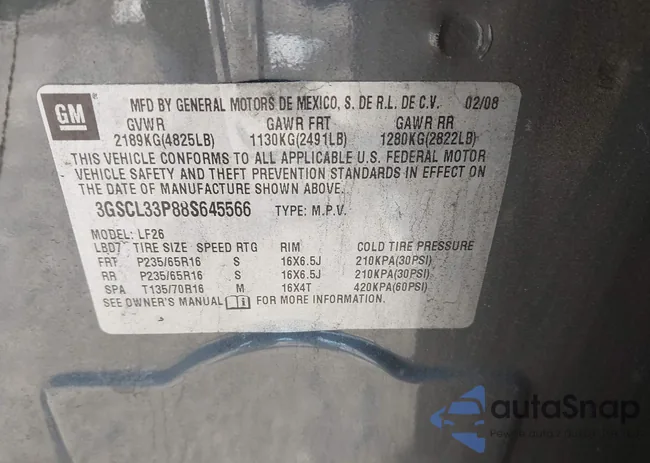 GM
MFD BY GENERAL MOTORS DE MEXICO, S. DE R.L. DE C.V. 02/08
GVWR GAWR FRT GAWR RR
2189KG(4825LB) 1130KG(2491LB) 1280KG(2822LB)
THIS VEHICLE CONFORMS TO ALL APPLICABLE U.S. FEDERAL MOTOR
VEHICLE SAFETY AND THEFT PREVENTION STANDARDS IN EFFECT ON
THE DATE OF MANUFACTURE SHOWN ABOVE.
3GSCL33P88S645566 TYPE: M.P.V.
MODEL: LF26
LBD7 TIRE SIZE SPEED RTG RIM COLD TIRE PRESSURE
FRT P235/65R16 S 16X6.5J 210KPA(30PSI)
RR P235/65R16 S 16X6.5J 210KPA(30PSI)
SPA T135/70R16 M 16X4T 420KPA(60PSI)
SEE OWNER'S MANUAL FOR MORE INFORMATION.
autoSnap